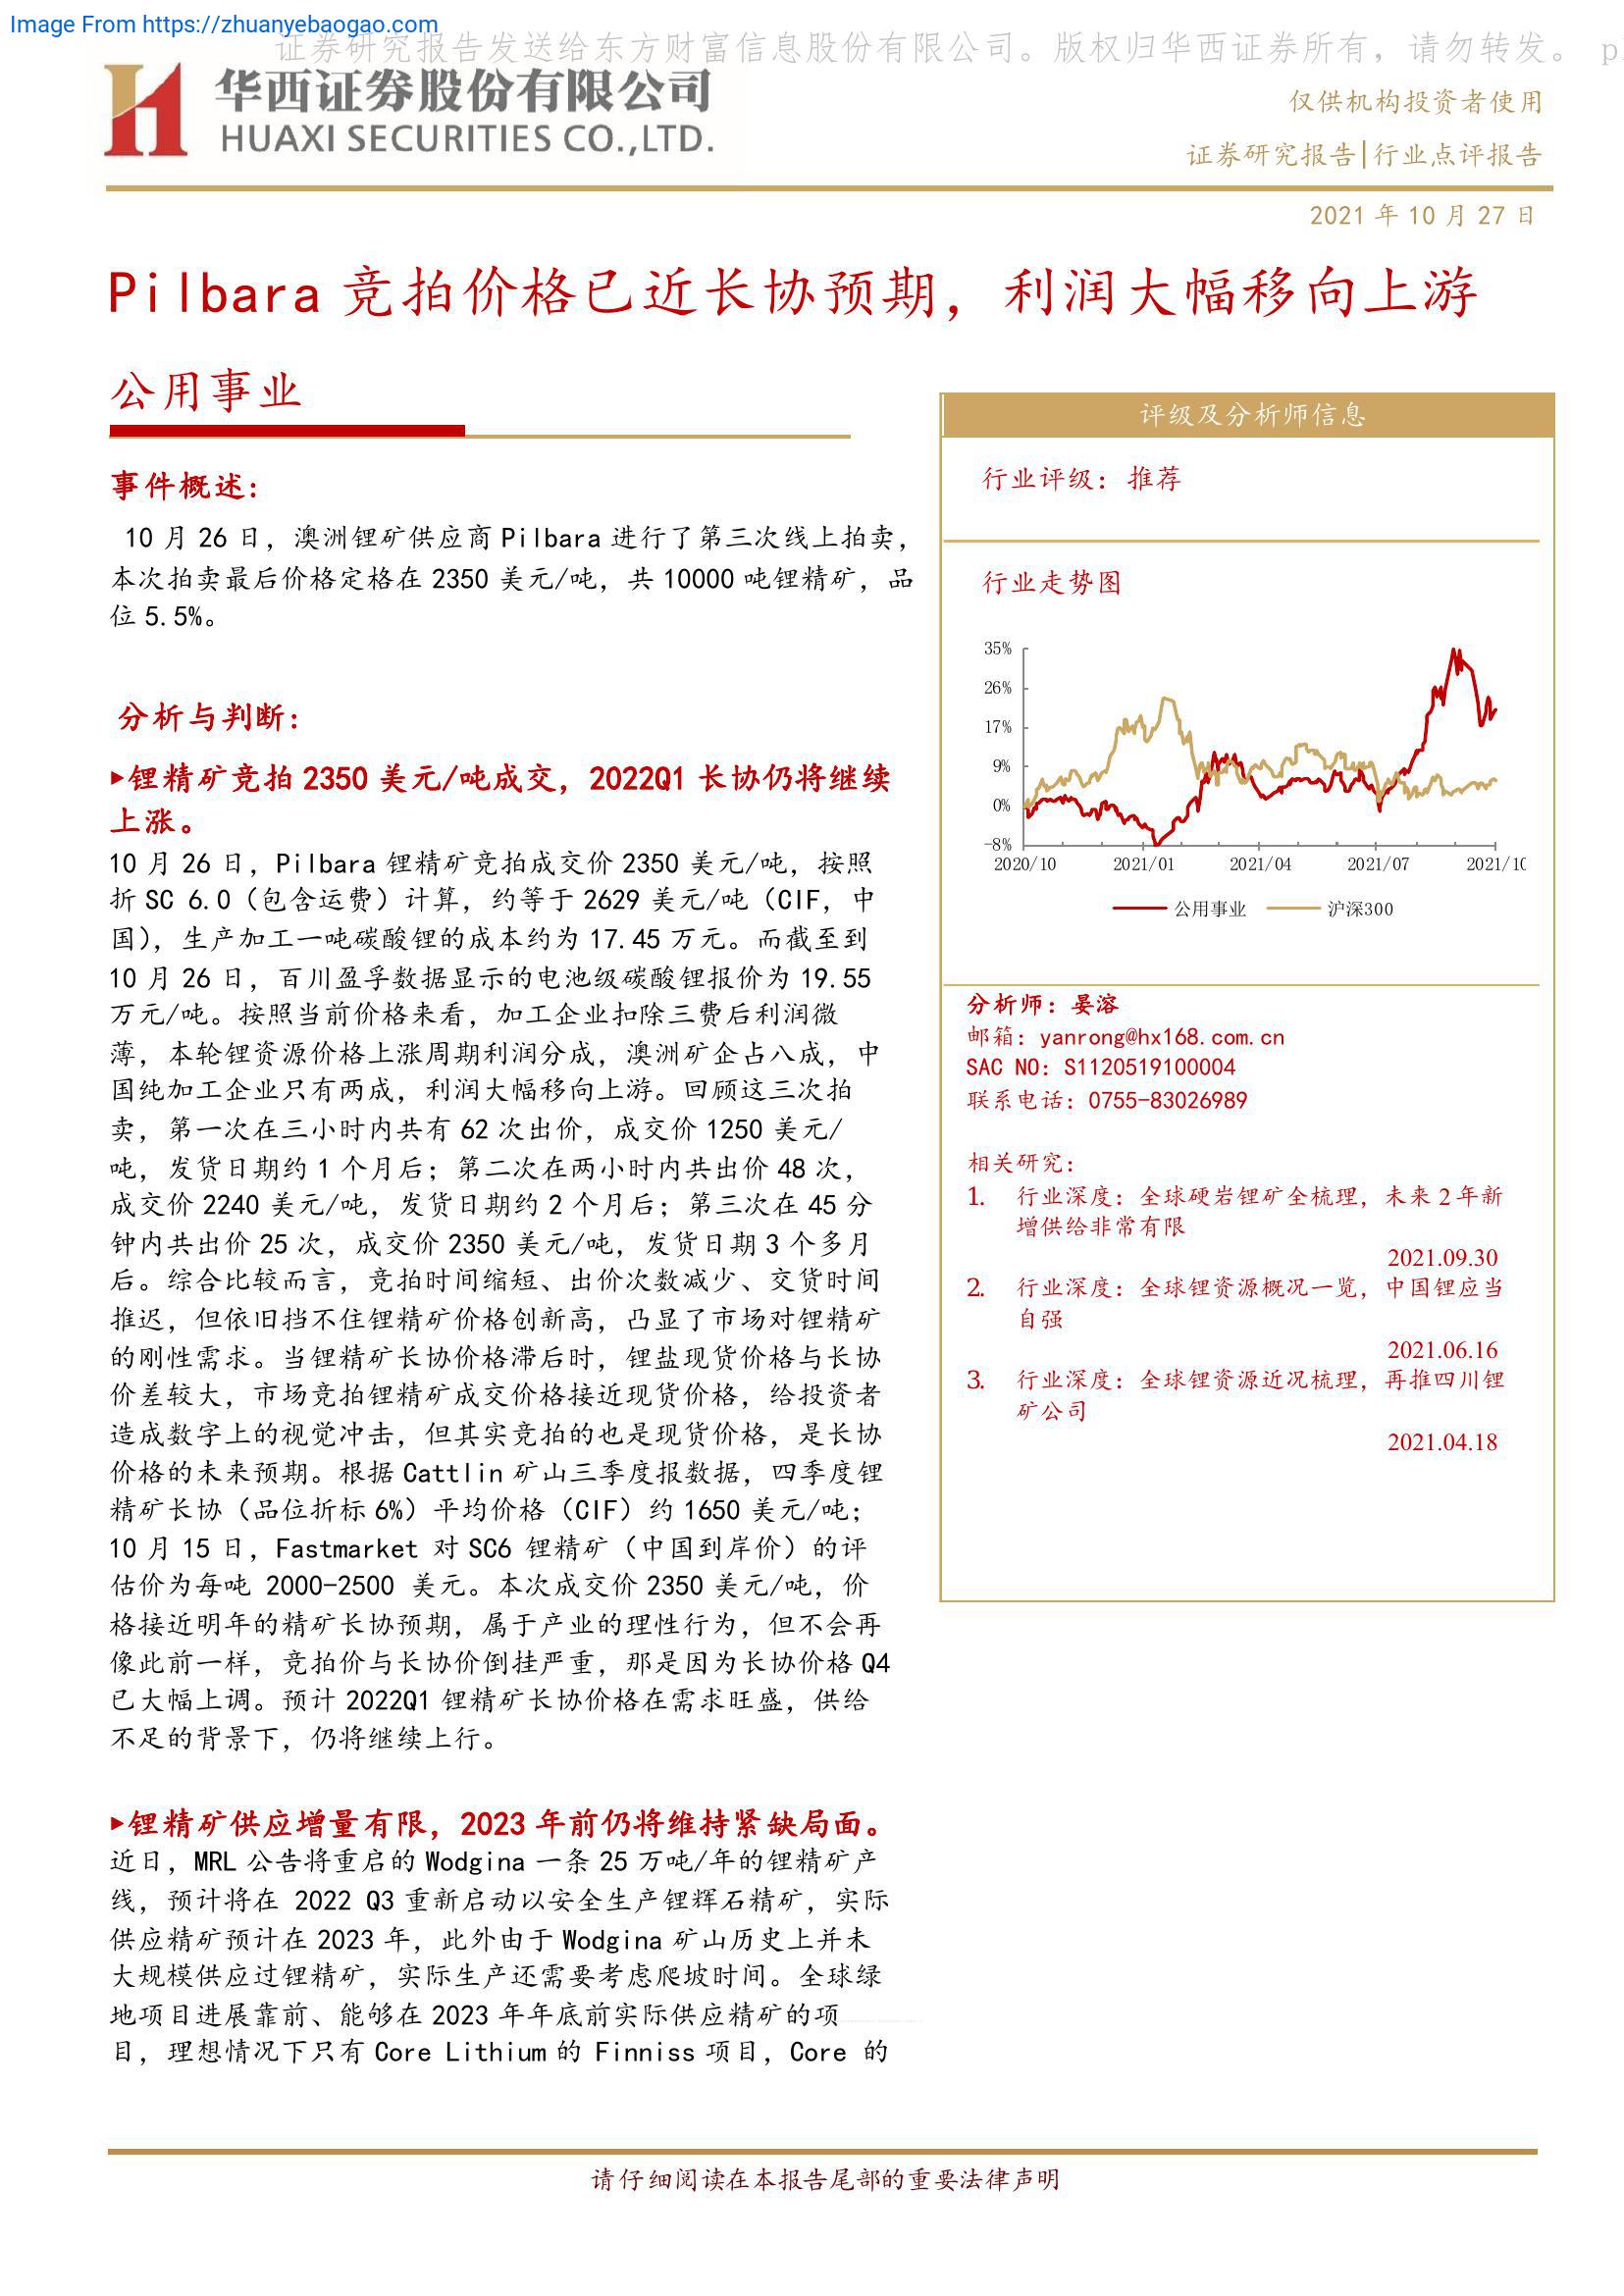 Image From https://zhuanyebaogao.com
证券研究报告发送给东方财富信息股份有限公司。版权归华西证券所有，请勿转发。 p
华西证券股份有限公司
HUAXI SECURITIES CO.,LTD.
仅供机构投资者使用
证券研究报告|行业点评报告
2021 年 10 月 27 日
Pilbara 竞拍价格已近长协预期，利润大幅移向上游
公用事业
事件概述：
10 月 26 日，澳洲锂矿供应商 Pilbara 进行了第三次线上拍卖，
本次拍卖最后价格定格在 2350 美元/吨，共 10000 吨锂精矿，品
位 5.5%。
分析与判断：
▸锂精矿竞拍 2350 美元/吨成交，2022Q1 长协仍将继续
上涨。
10 月 26 日，Pilbara 锂精矿竞拍成交价 2350 美元/吨，按照
折 SC 6.0（包含运费）计算，约等于 2629 美元/吨（CIF，中
国），生产加工一吨碳酸锂的成本约为 17.45 万元。而截至到
10 月 26 日，百川盈孚数据显示的电池级碳酸锂报价为 19.55
万元/吨。按照当前价格来看，加工企业扣除三费后利润微
薄，本轮锂资源价格上涨周期利润分成，澳洲矿企占八成，中
国纯加工企业只有两成，利润大幅移向上游。回顾这三次拍
卖，第一次在三小时内共有 62 次出价，成交价 1250 美元/
吨，发货日期约 1 个月后；第二次在两小时内共出价 48 次，
成交价 2240 美元/吨，发货日期约 2 个月后；第三次在 45 分
钟内共出价 25 次，成交价 2350 美元/吨，发货日期 3 个多月
后。综合比较而言，竞拍时间缩短、出价次数减少、交货时间
推迟，但依旧挡不住锂精矿价格创新高，凸显了市场对锂精矿
的刚性需求。当锂精矿长协价格滞后时，锂盐现货价格与长协
价差较大，市场竞拍锂精矿成交价格接近现货价格，给投资者
造成数字上的视觉冲击，但其实竞拍的也是现货价格，是长协
价格的未来预期。根据 Cattlin 矿山三季度报数据，四季度锂
精矿长协（品位折标 6%）平均价格（CIF）约 1650 美元/吨；
10 月 15 日，Fastmarket 对 SC6 锂精矿（中国到岸价）的评
估价为每吨 2000-2500 美元。本次成交价 2350 美元/吨，价
格接近明年的精矿长协预期，属于产业的理性行为，但不会再
像此前一样，竞拍价与长协价倒挂严重，那是因为长协价格 Q4
已大幅上调。预计 2022Q1 锂精矿长协价格在需求旺盛，供给
不足的背景下，仍将继续上行。
▸锂精矿供应增量有限，2023 年前仍将维持紧缺局面。
近日，MRL 公告将重启的 Wodgina 一条 25 万吨/年的锂精矿产
线，预计将在 2022 Q3 重新启动以安全生产锂辉石精矿，实际
供应精矿预计在 2023 年，此外由于 Wodgina 矿山历史上并未
大规模供应过锂精矿，实际生产还需要考虑爬坡时间。全球绿
地项目进展靠前、能够在 2023 年年底前实际供应精矿的项
目，理想情况下只有 Core Lithium 的 Finniss 项目，Core 的
评级及分析师信息
行业评级：推荐
行业走势图
35%
26%
17%
9%
0%
-8%
2020/10 2021/01 2021/04 2021/07 2021/10
公用事业 沪深300
分析师：晏溶
邮箱：yanrong@hx168.com.cn
SAC NO：S1120519100004
联系电话：0755-83026989
相关研究：
1. 行业深度：全球硬岩锂矿全梳理，未来 2 年新
增供给非常有限
2021.09.30
2. 行业深度：全球锂资源概况一览，中国锂应当
自强
2021.06.16
3. 行业深度：全球锂资源近况梳理，再推四川锂
矿公司
2021.04.18
请仔细阅读在本报告尾部的重要法律声明